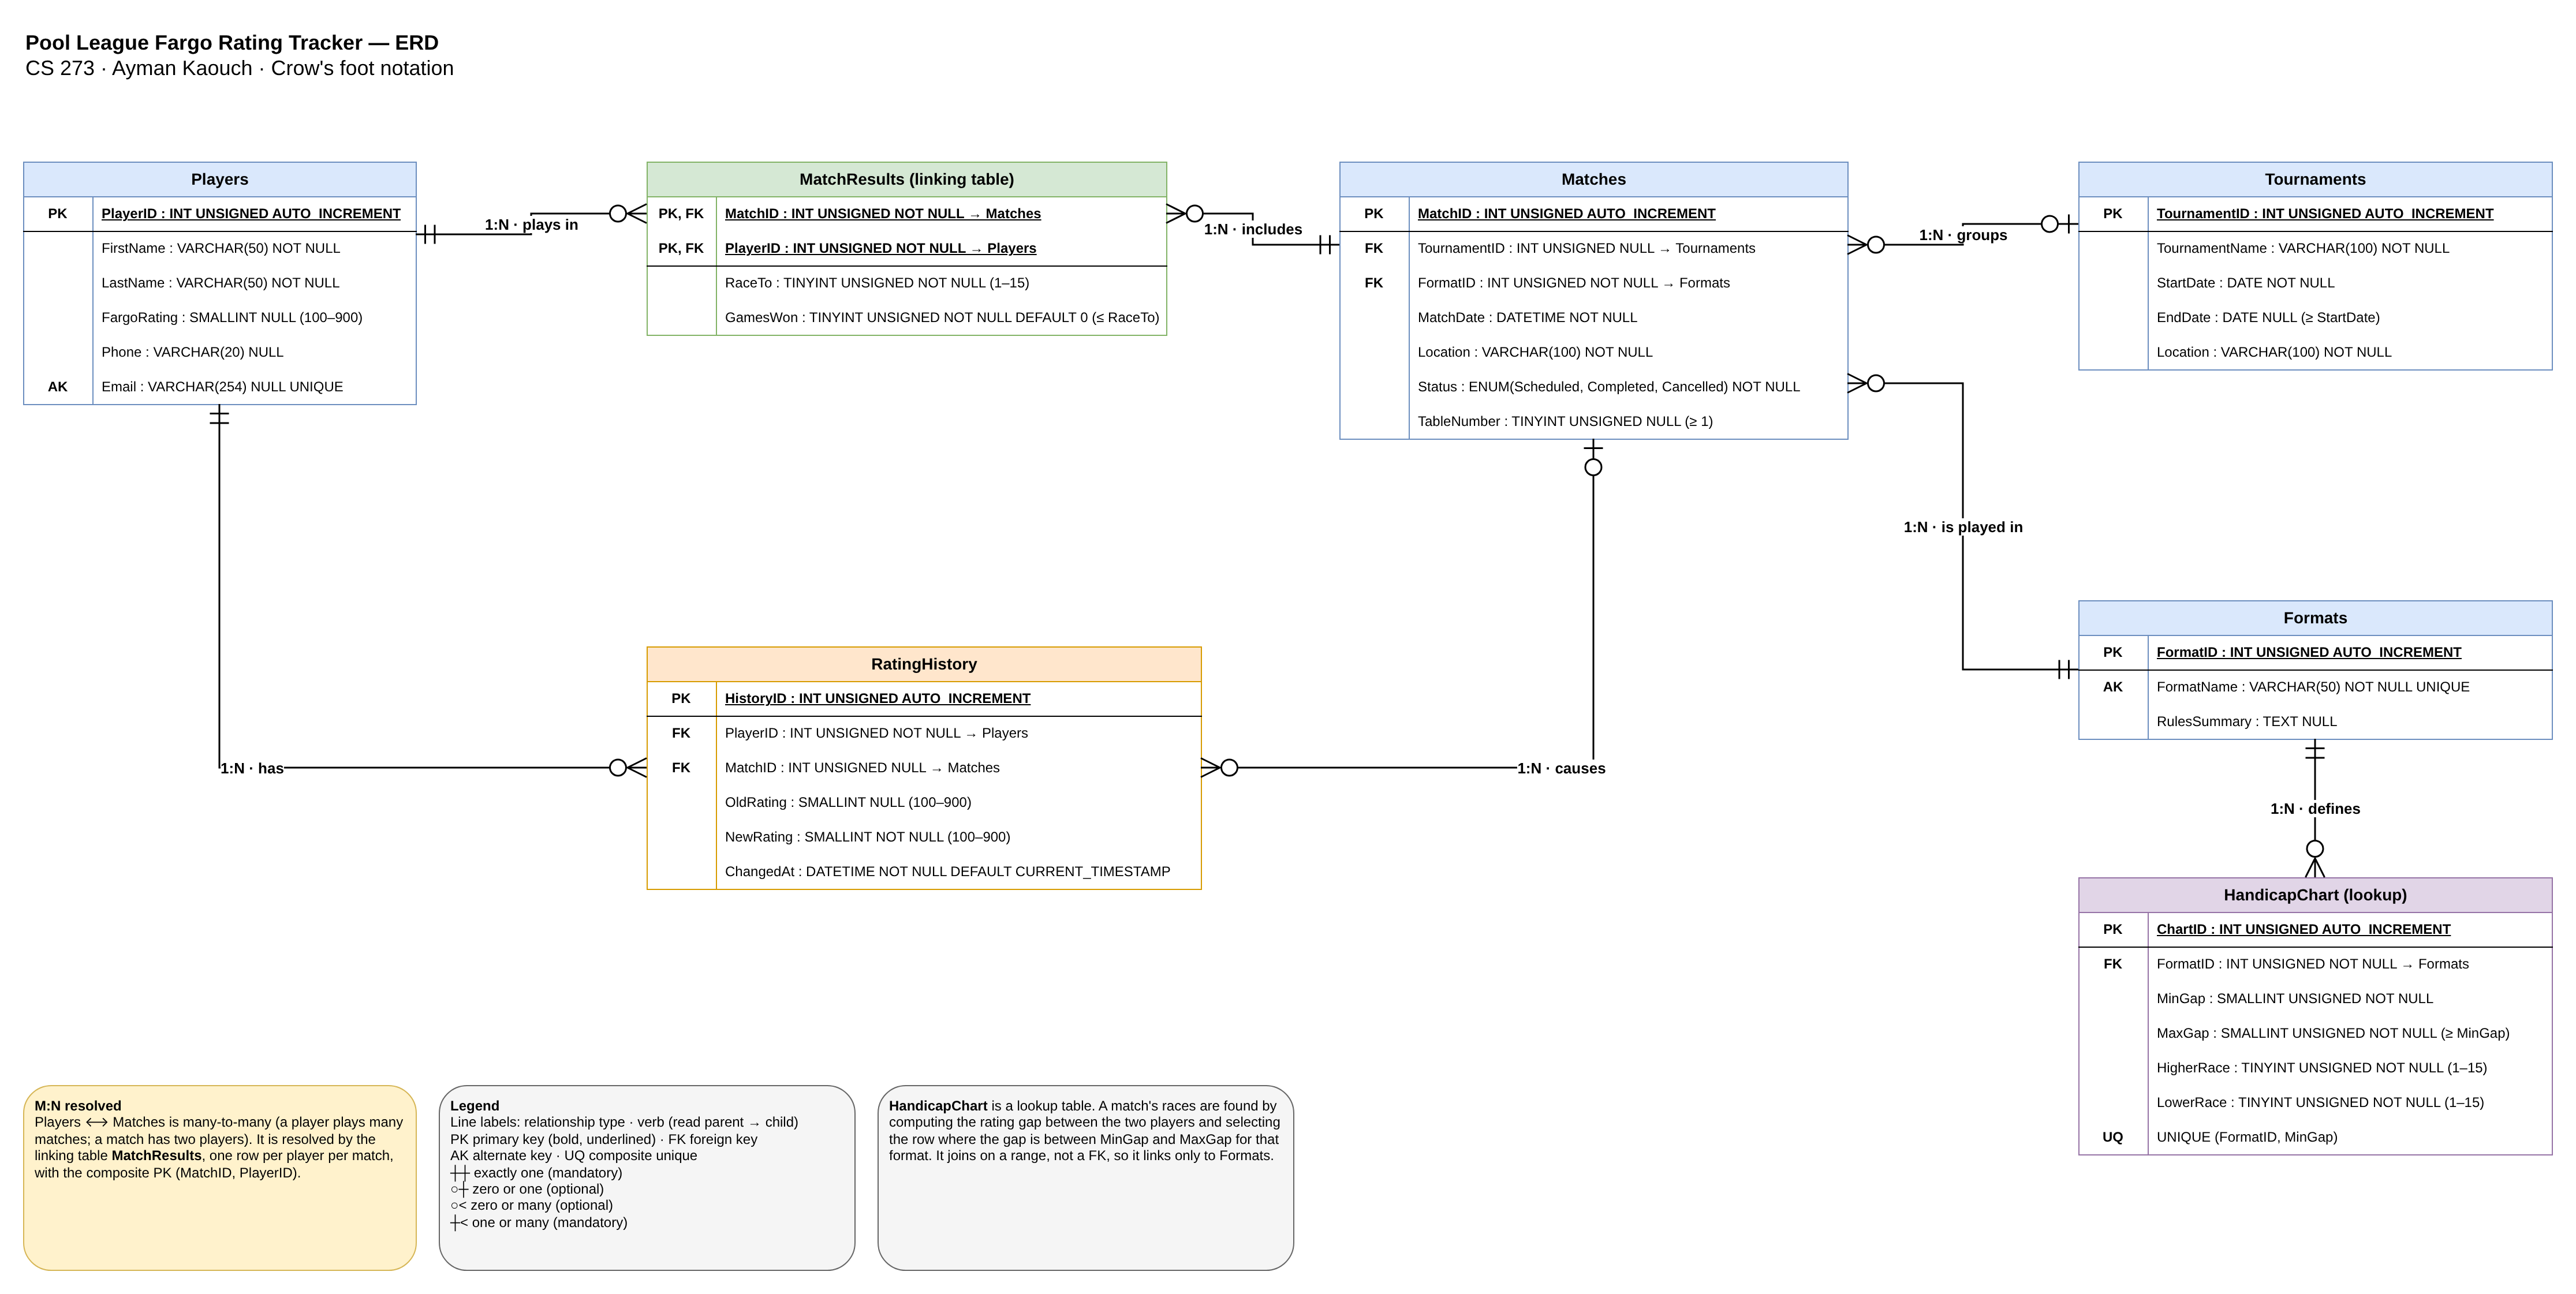 Pool League Fargo Rating Tracker — ERD
CS 273 · Ayman Kaouch · Crow's foot notation
Players
PK PlayerID : INT UNSIGNED AUTO_INCREMENT
FirstName : VARCHAR(50) NOT NULL
LastName : VARCHAR(50) NOT NULL
FargoRating : SMALLINT NULL (100–900)
Phone : VARCHAR(20) NULL
AK Email : VARCHAR(254) NULL UNIQUE
1:N · plays in
MatchResults (linking table)
PK, FK MatchID : INT UNSIGNED NOT NULL → Matches
PK, FK PlayerID : INT UNSIGNED NOT NULL → Players
RaceTo : TINYINT UNSIGNED NOT NULL (1–15)
GamesWon : TINYINT UNSIGNED NOT NULL DEFAULT 0 (≤ RaceTo)
1:N · includes
Matches
PK MatchID : INT UNSIGNED AUTO_INCREMENT
FK TournamentID : INT UNSIGNED NULL → Tournaments
FK FormatID : INT UNSIGNED NOT NULL → Formats
MatchDate : DATETIME NOT NULL
Location : VARCHAR(100) NOT NULL
Status : ENUM(Scheduled, Completed, Cancelled) NOT NULL
TableNumber : TINYINT UNSIGNED NULL (≥ 1)
1:N · groups
Tournaments
PK TournamentID : INT UNSIGNED AUTO_INCREMENT
TournamentName : VARCHAR(100) NOT NULL
StartDate : DATE NOT NULL
EndDate : DATE NULL (≥ StartDate)
Location : VARCHAR(100) NOT NULL
1:N · is played in
Formats
PK FormatID : INT UNSIGNED AUTO_INCREMENT
AK FormatName : VARCHAR(50) NOT NULL UNIQUE
RulesSummary : TEXT NULL
1:N · has
RatingHistory
PK HistoryID : INT UNSIGNED AUTO_INCREMENT
FK PlayerID : INT UNSIGNED NOT NULL → Players
FK MatchID : INT UNSIGNED NULL → Matches
OldRating : SMALLINT NULL (100–900)
NewRating : SMALLINT NOT NULL (100–900)
ChangedAt : DATETIME NOT NULL DEFAULT CURRENT_TIMESTAMP
1:N · causes
1:N · defines
HandicapChart (lookup)
PK ChartID : INT UNSIGNED AUTO_INCREMENT
FK FormatID : INT UNSIGNED NOT NULL → Formats
MinGap : SMALLINT UNSIGNED NOT NULL
MaxGap : SMALLINT UNSIGNED NOT NULL (≥ MinGap)
HigherRace : TINYINT UNSIGNED NOT NULL (1–15)
LowerRace : TINYINT UNSIGNED NOT NULL (1–15)
UQ UNIQUE (FormatID, MinGap)
M:N resolved
Players ⟷ Matches is many-to-many (a player plays many
matches; a match has two players). It is resolved by the
linking table MatchResults, one row per player per match,
with the composite PK (MatchID, PlayerID).
Legend
Line labels: relationship type · verb (read parent → child)
PK primary key (bold, underlined) · FK foreign key
AK alternate key · UQ composite unique
┼┼ exactly one (mandatory)
○┼ zero or one (optional)
○< zero or many (optional)
┼< one or many (mandatory)
HandicapChart is a lookup table. A match's races are found by
computing the rating gap between the two players and selecting
the row where the gap is between MinGap and MaxGap for that
format. It joins on a range, not a FK, so it links only to Formats.